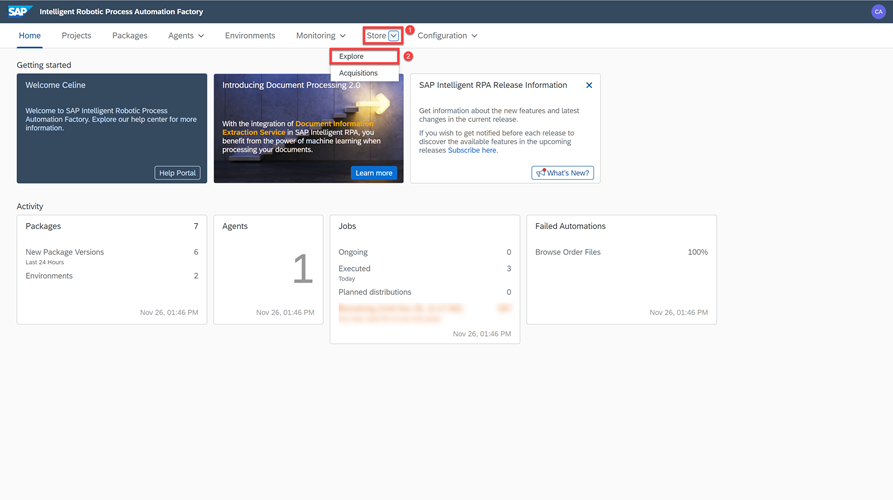 SAP Intelligent Robotic Process Automation Factory CA
Home Projects Packages Agents Environments Monitoring Store 1 Configuration
Explore 2
Acquisitions
Getting started
Welcome Celine
Welcome to SAP Intelligent Robotic Process
Automation Factory. Explore our help center for more
information.
Help Portal
Introducing Document Processing 2.0
With the integration of Document Information
Extraction Service in SAP Intelligent RPA, you
benefit from the power of machine learning when
processing your documents.
Learn more
SAP Intelligent RPA Release Information
Get information about the new features and latest
changes in the current release.
If you wish to get notified before each release to
discover the available features in the upcoming
releases Subscribe here.
What's New?
Activity
Packages 7
New Package Versions 6
Last 24 Hours
Environments 2
Nov 26, 01:46 PM
Agents
1
Nov 26, 01:46 PM
Jobs
Ongoing 0
Executed 3
Today
Planned distributions 0
Nov 26, 01:46 PM
Failed Automations
Browse Order Files 100%
Nov 26, 01:46 PM